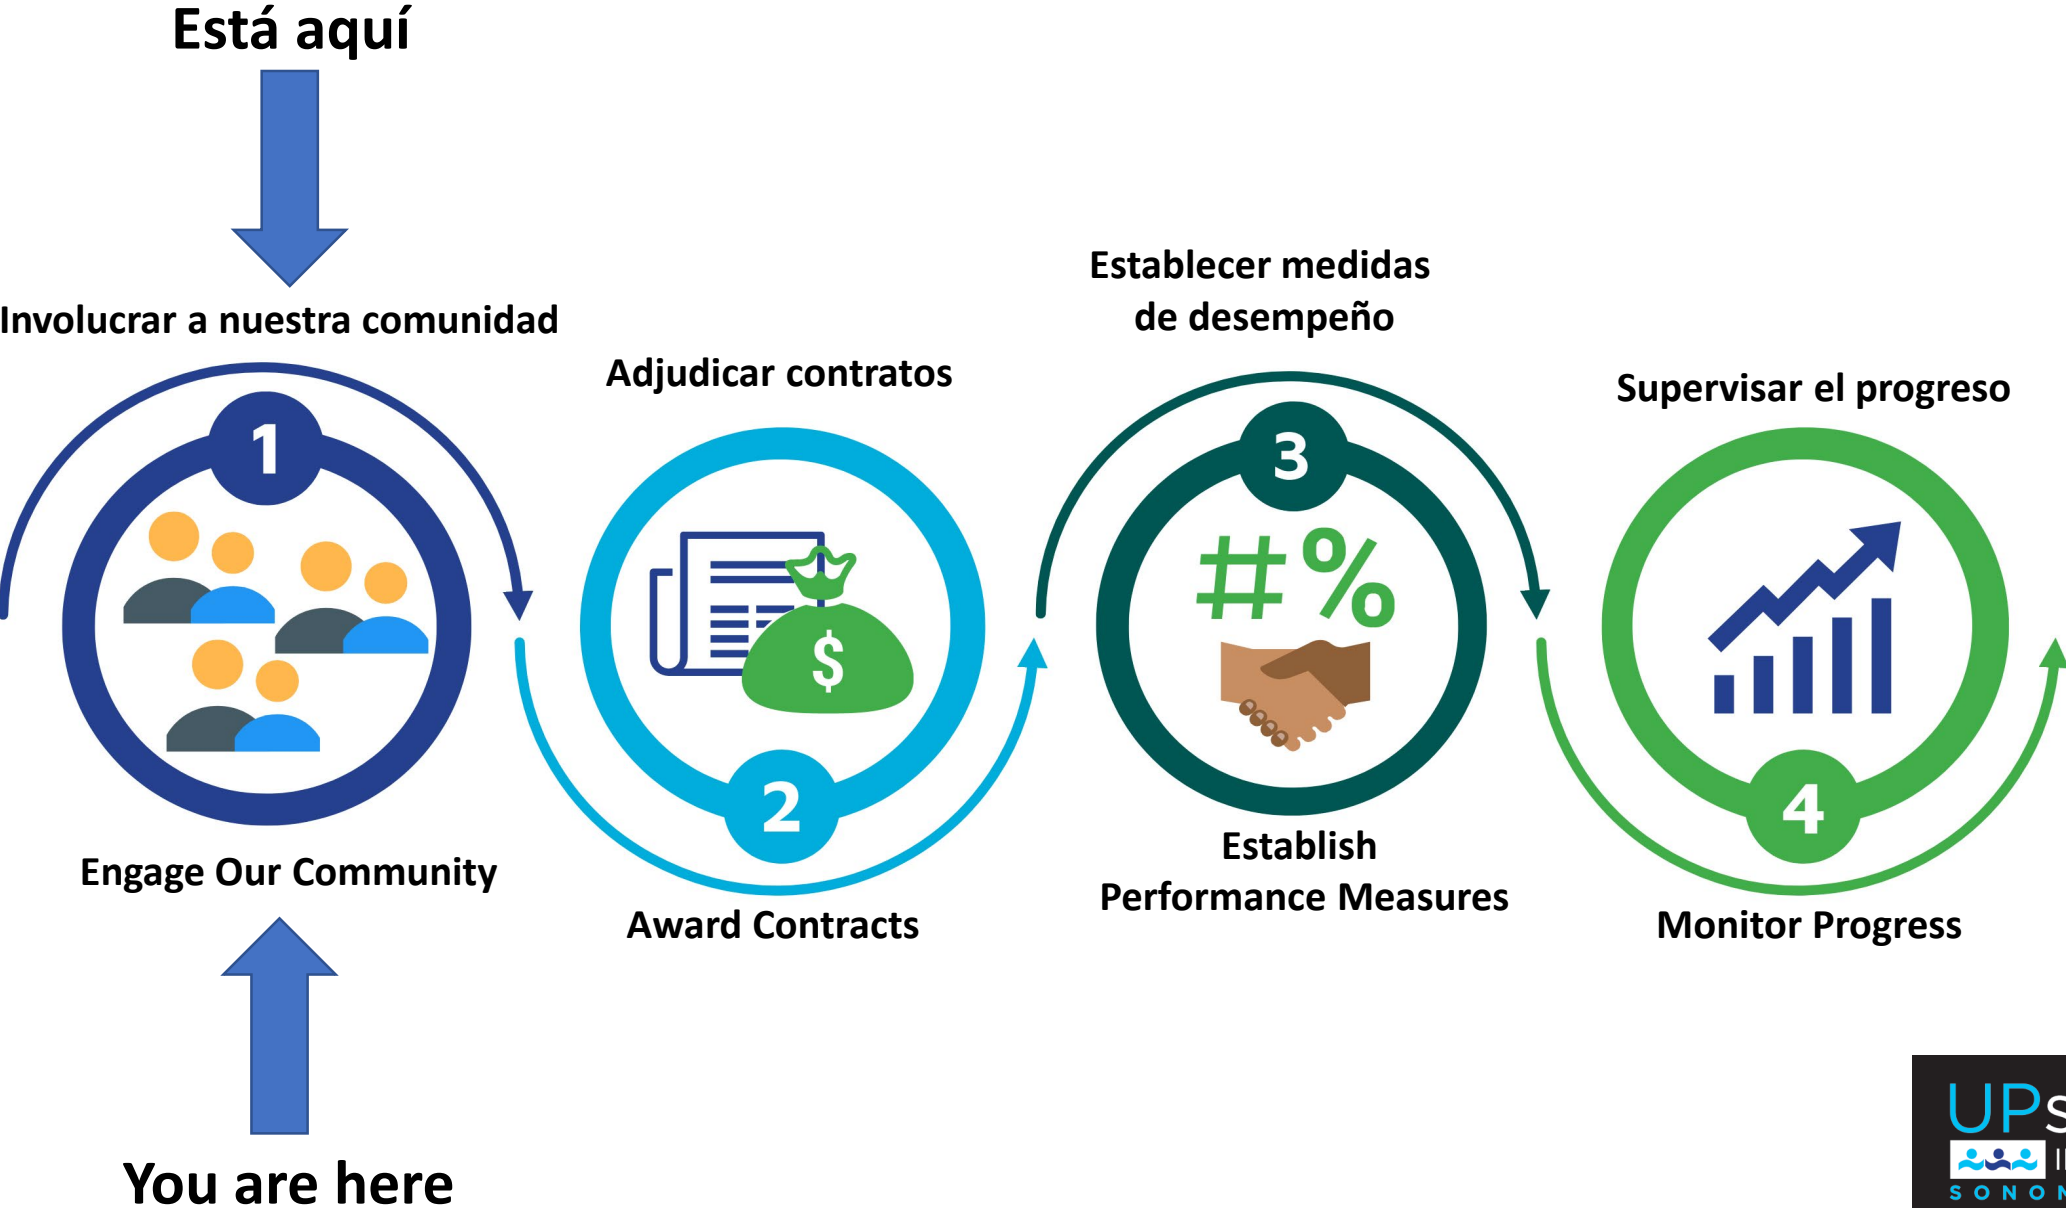 Está aquí
Involucrar a nuestra comunidad
1
Engage Our Community
You are here
Adjudicar contratos
$
2
Award Contracts
Establecer medidas
de desempeño
3
#%
Establish
Performance Measures
Supervisar el progreso
4
Monitor Progress